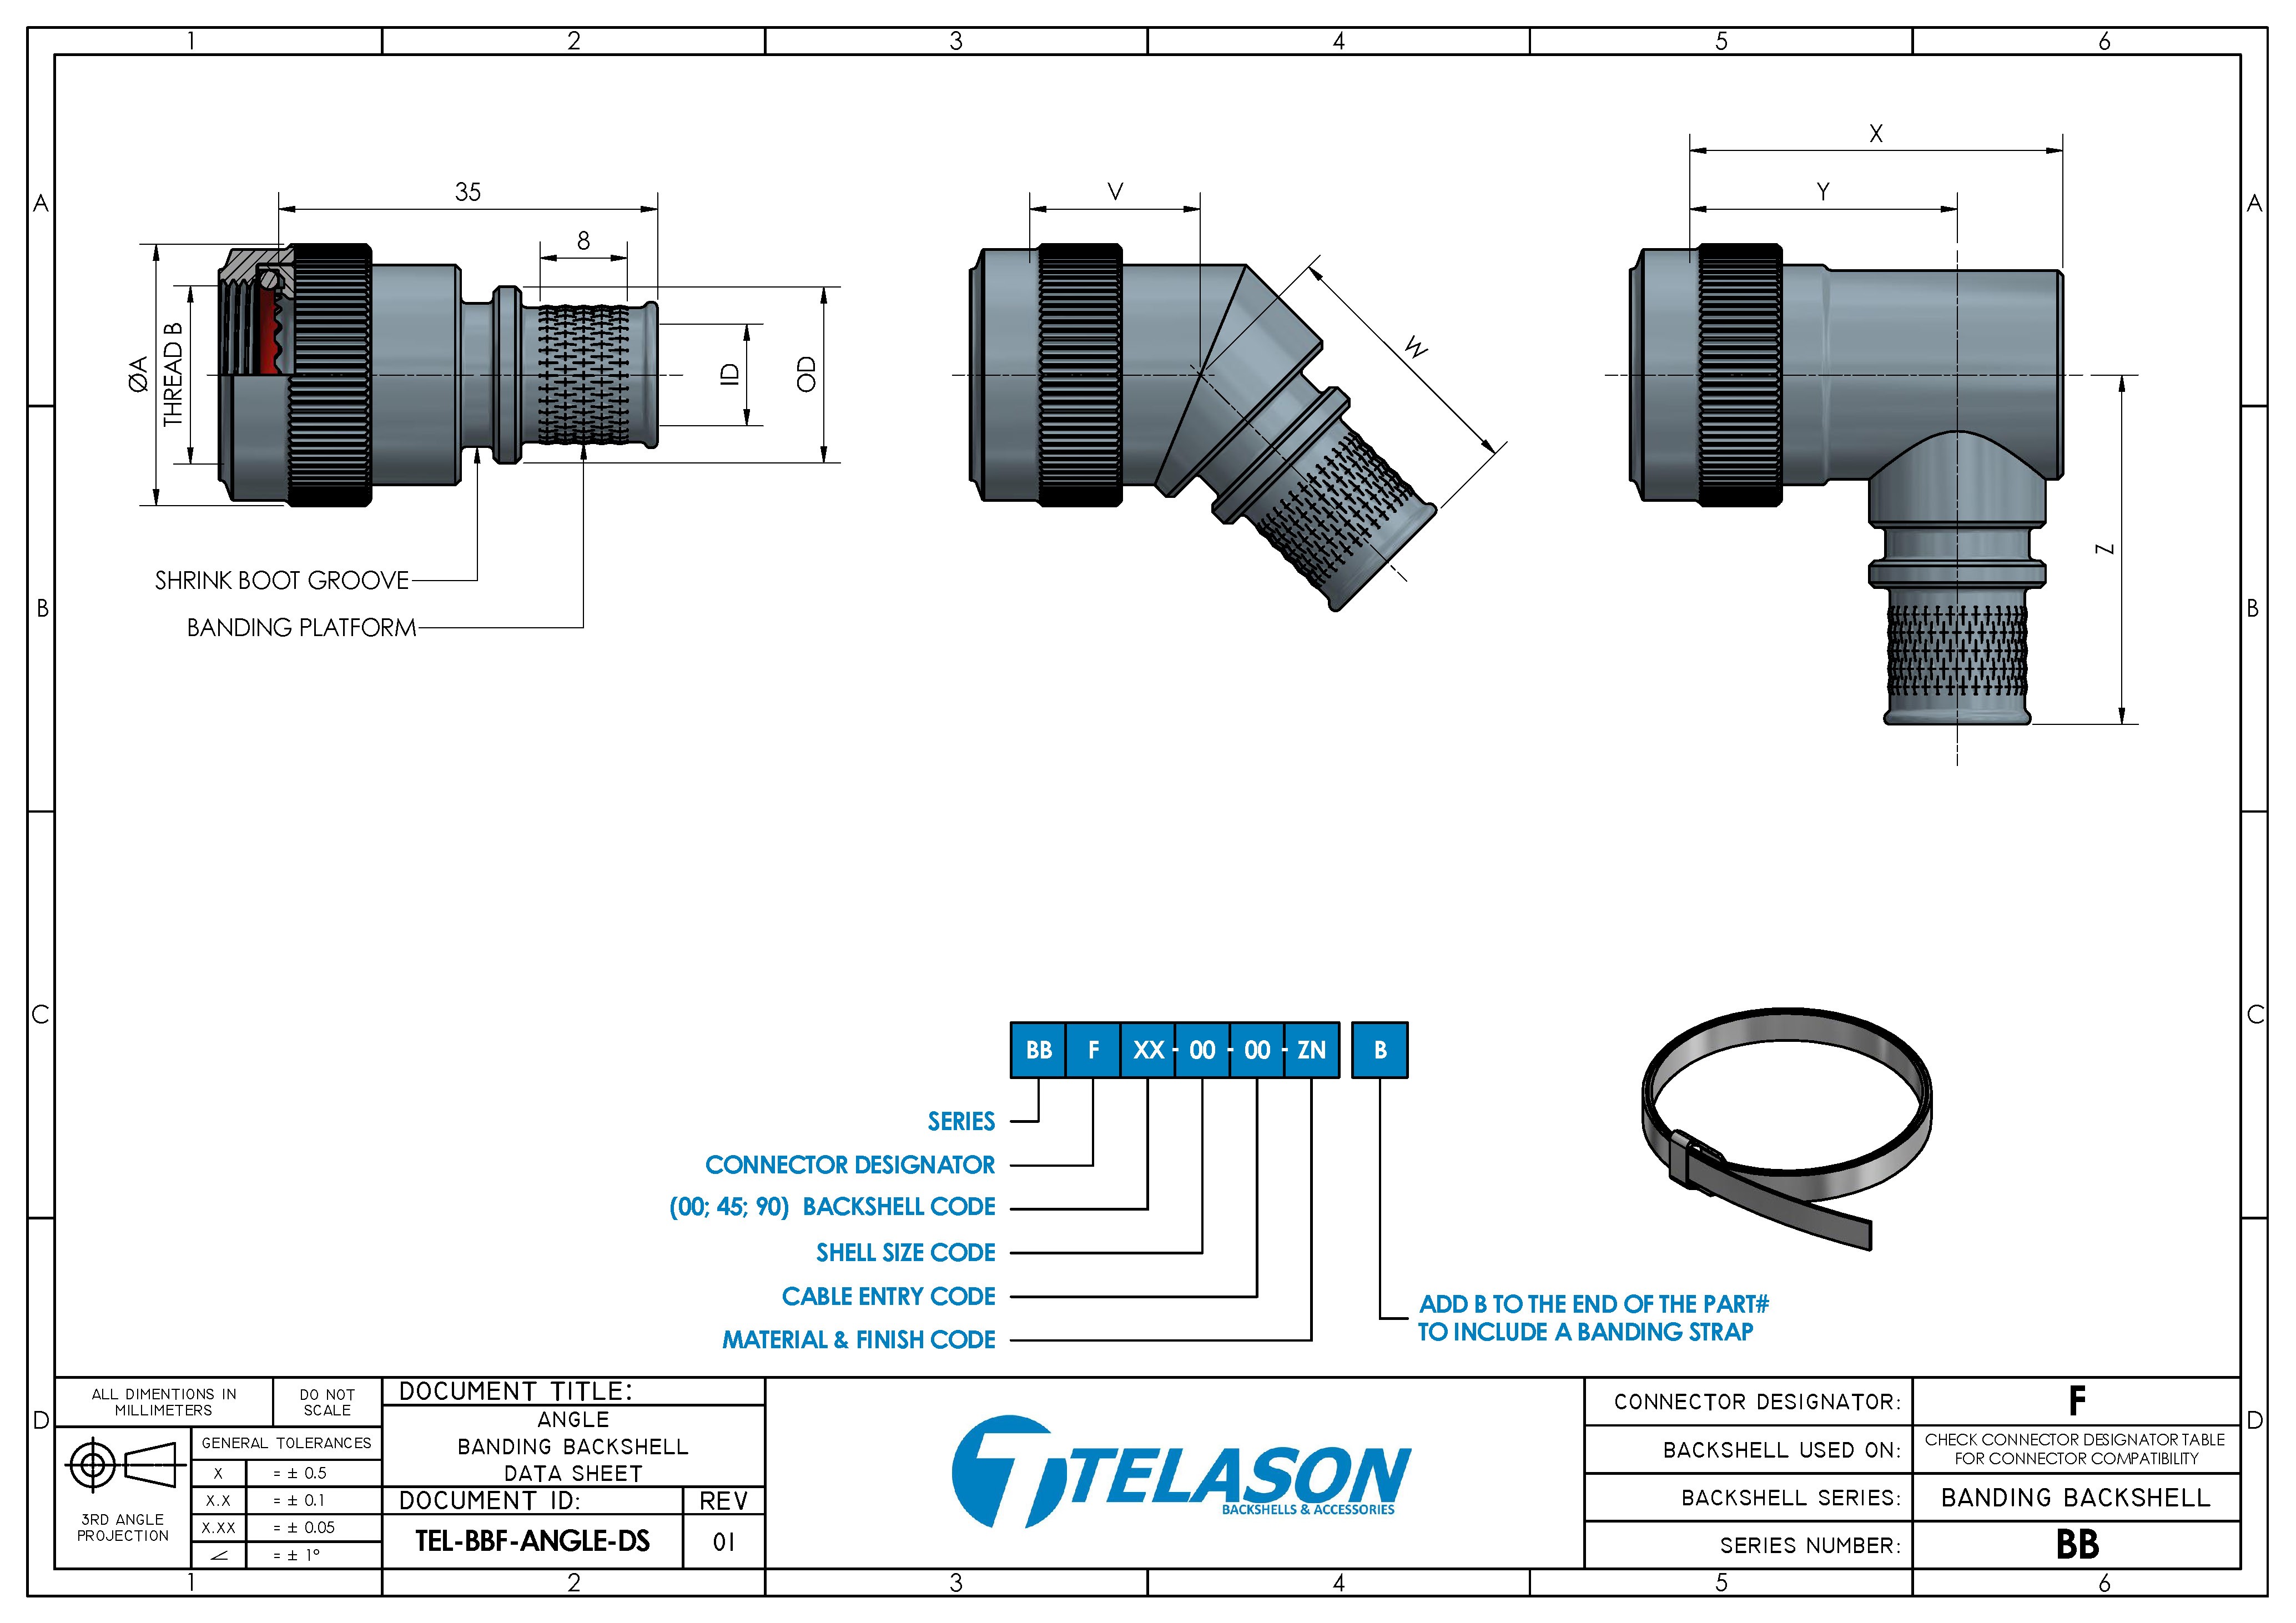 1 2 3 4 5 6
A
B
C
D
A
B
C
D
35
8
ØA
THREAD B
ID
OD
SHRINK BOOT GROOVE
BANDING PLATFORM
V
W
X
Y
Z
BB F XX - 00 - 00 - ZN B
SERIES
CONNECTOR DESIGNATOR
(00; 45; 90) BACKSHELL CODE
SHELL SIZE CODE
CABLE ENTRY CODE
MATERIAL & FINISH CODE
ADD B TO THE END OF THE PART#
TO INCLUDE A BANDING STRAP
ALL DIMENTIONS IN
MILLIMETERS
DO NOT
SCALE
3RD ANGLE
PROJECTION
GENERAL TOLERANCES
X = ± 0.5
X.X = ± 0.1
X.XX = ± 0.05
∠ = ± 1°
DOCUMENT TITLE:
ANGLE
BANDING BACKSHELL
DATA SHEET
DOCUMENT ID: REV
TEL-BBF-ANGLE-DS 01
TELASON
BACKSHELLS & ACCESSORIES
CONNECTOR DESIGNATOR: F
BACKSHELL USED ON:
CHECK CONNECTOR DESIGNATOR TABLE
FOR CONNECTOR COMPATIBILITY
BACKSHELL SERIES: BANDING BACKSHELL
SERIES NUMBER: BB
1 2 3 4 5 6